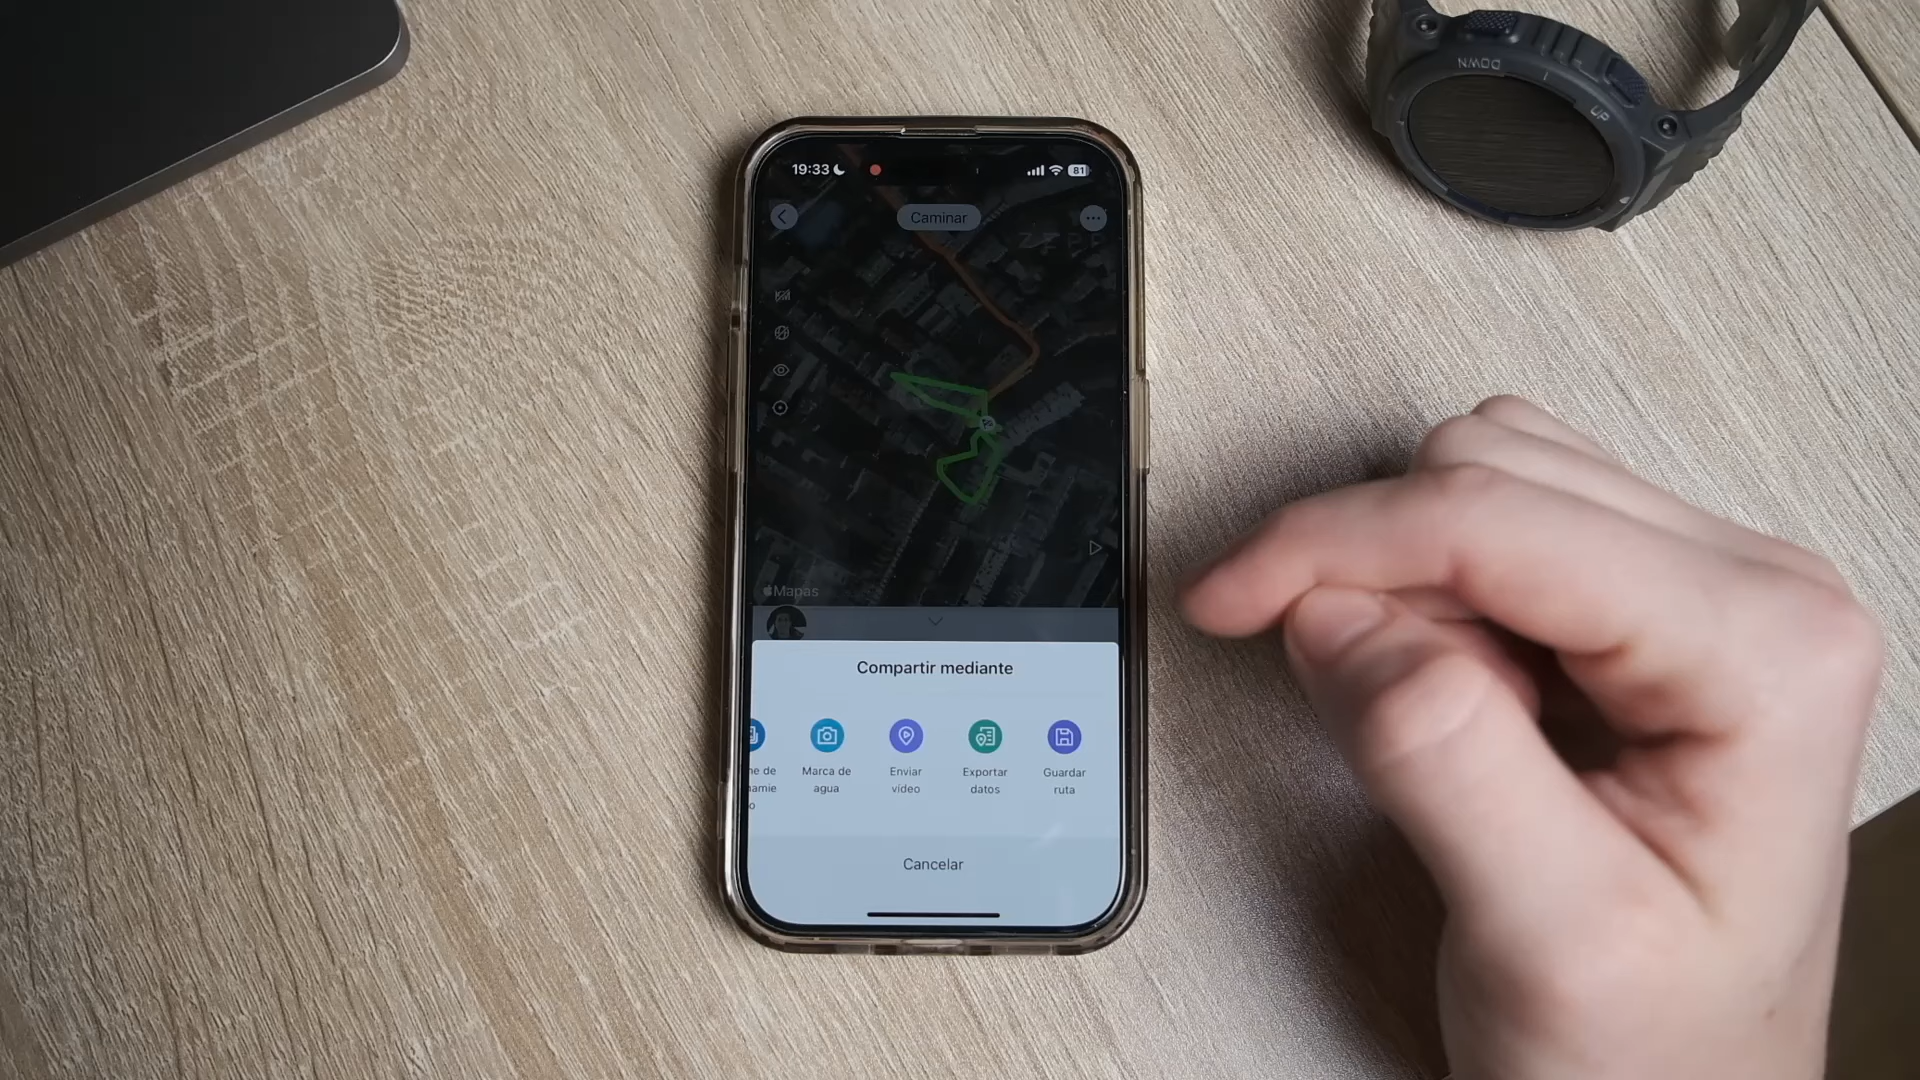 DOWN
UP
19:33
81
Caminar
ZEPP
Mapas
Compartir mediante
Marca de
agua
Enviar
vídeo
Exportar
datos
Guardar
ruta
Cancelar